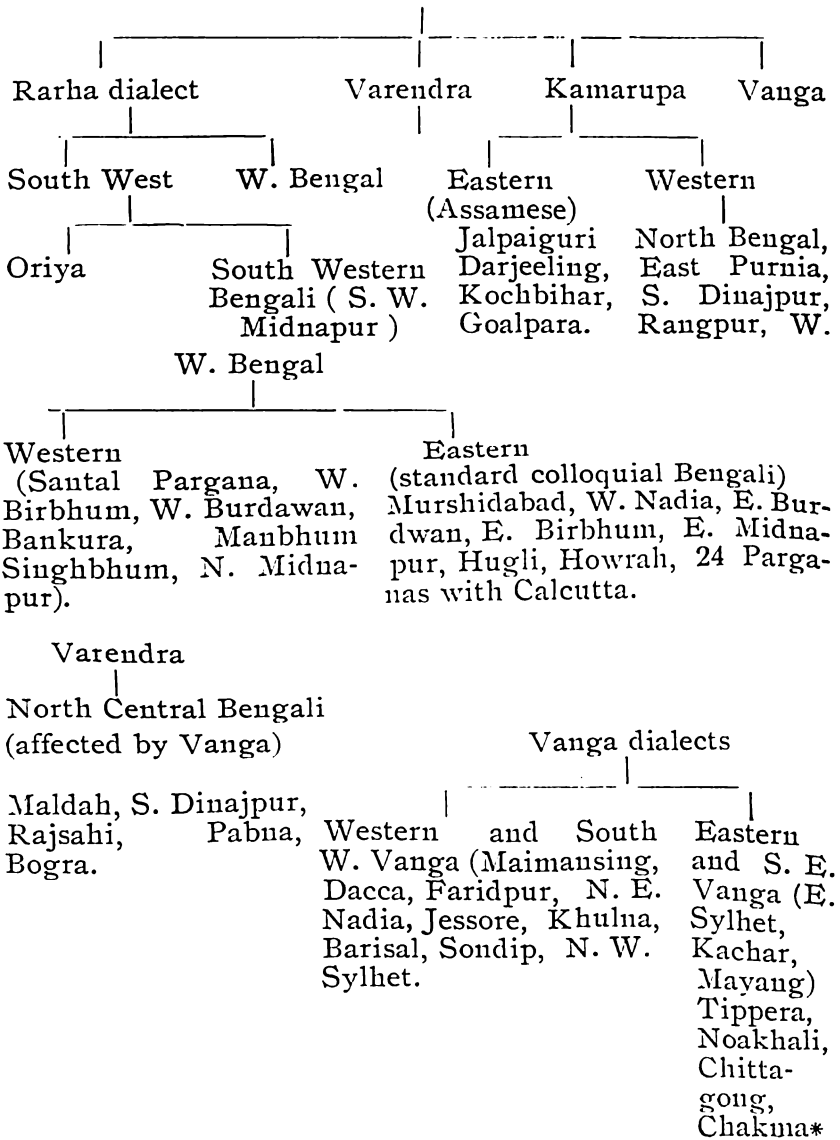 Rarha dialect Varendra Kamarupa Vanga
South West W. Bengal Eastern Western
(Assamese)
Oriya South Western Jalpaiguri North Bengal,
Bengali ( S. W. Darjeeling, East Purnia,
Midnapur ) Kochbihar, S. Dinajpur,
Goalpara. Rangpur, W.
W. Bengal
Western
(Santal Pargana, W.
Birbhum, W. Burdawan,
Bankura, Manbhum
Singhbhum, N. Midna-
pur).
Eastern
(standard colloquial Bengali)
Murshidabad, W. Nadia, E. Bur-
dwan, E. Birbhum, E. Midna-
pur, Hugli, Howrah, 24 Parga-
nas with Calcutta.
Varendra
North Central Bengali
(affected by Vanga)
Maldah, S. Dinajpur,
Rajsahi, Pabna,
Bogra.
Vanga dialects
Western and South
W. Vanga (Maimansing,
Dacca, Faridpur, N. E.
Nadia, Jessore, Khulna,
Barisal, Sondip, N. W.
Sylhet.
Eastern
and S. E.
Vanga (E.
Sylhet,
Kachar,
Mayang)
Tippera,
Noakhali,
Chitta-
gong,
Chakma*